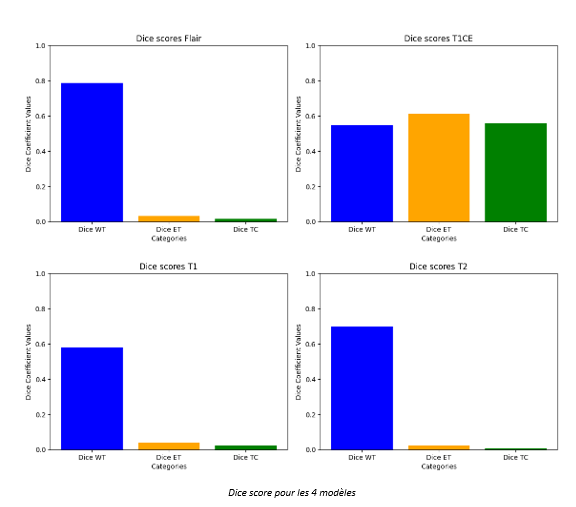 Dice scores Flair
1.0
0.8
0.6
0.4
0.2
0.0
Dice Coefficient Values
Dice WT Dice ET Dice TC
Categories
Dice scores T1CE
1.0
0.8
0.6
0.4
0.2
0.0
Dice Coefficient Values
Dice WT Dice ET Dice TC
Categories
Dice scores T1
1.0
0.8
0.6
0.4
0.2
0.0
Dice Coefficient Values
Dice WT Dice ET Dice TC
Categories
Dice scores T2
1.0
0.8
0.6
0.4
0.2
0.0
Dice Coefficient Values
Dice WT Dice ET Dice TC
Categories
Dice score pour les 4 modèles